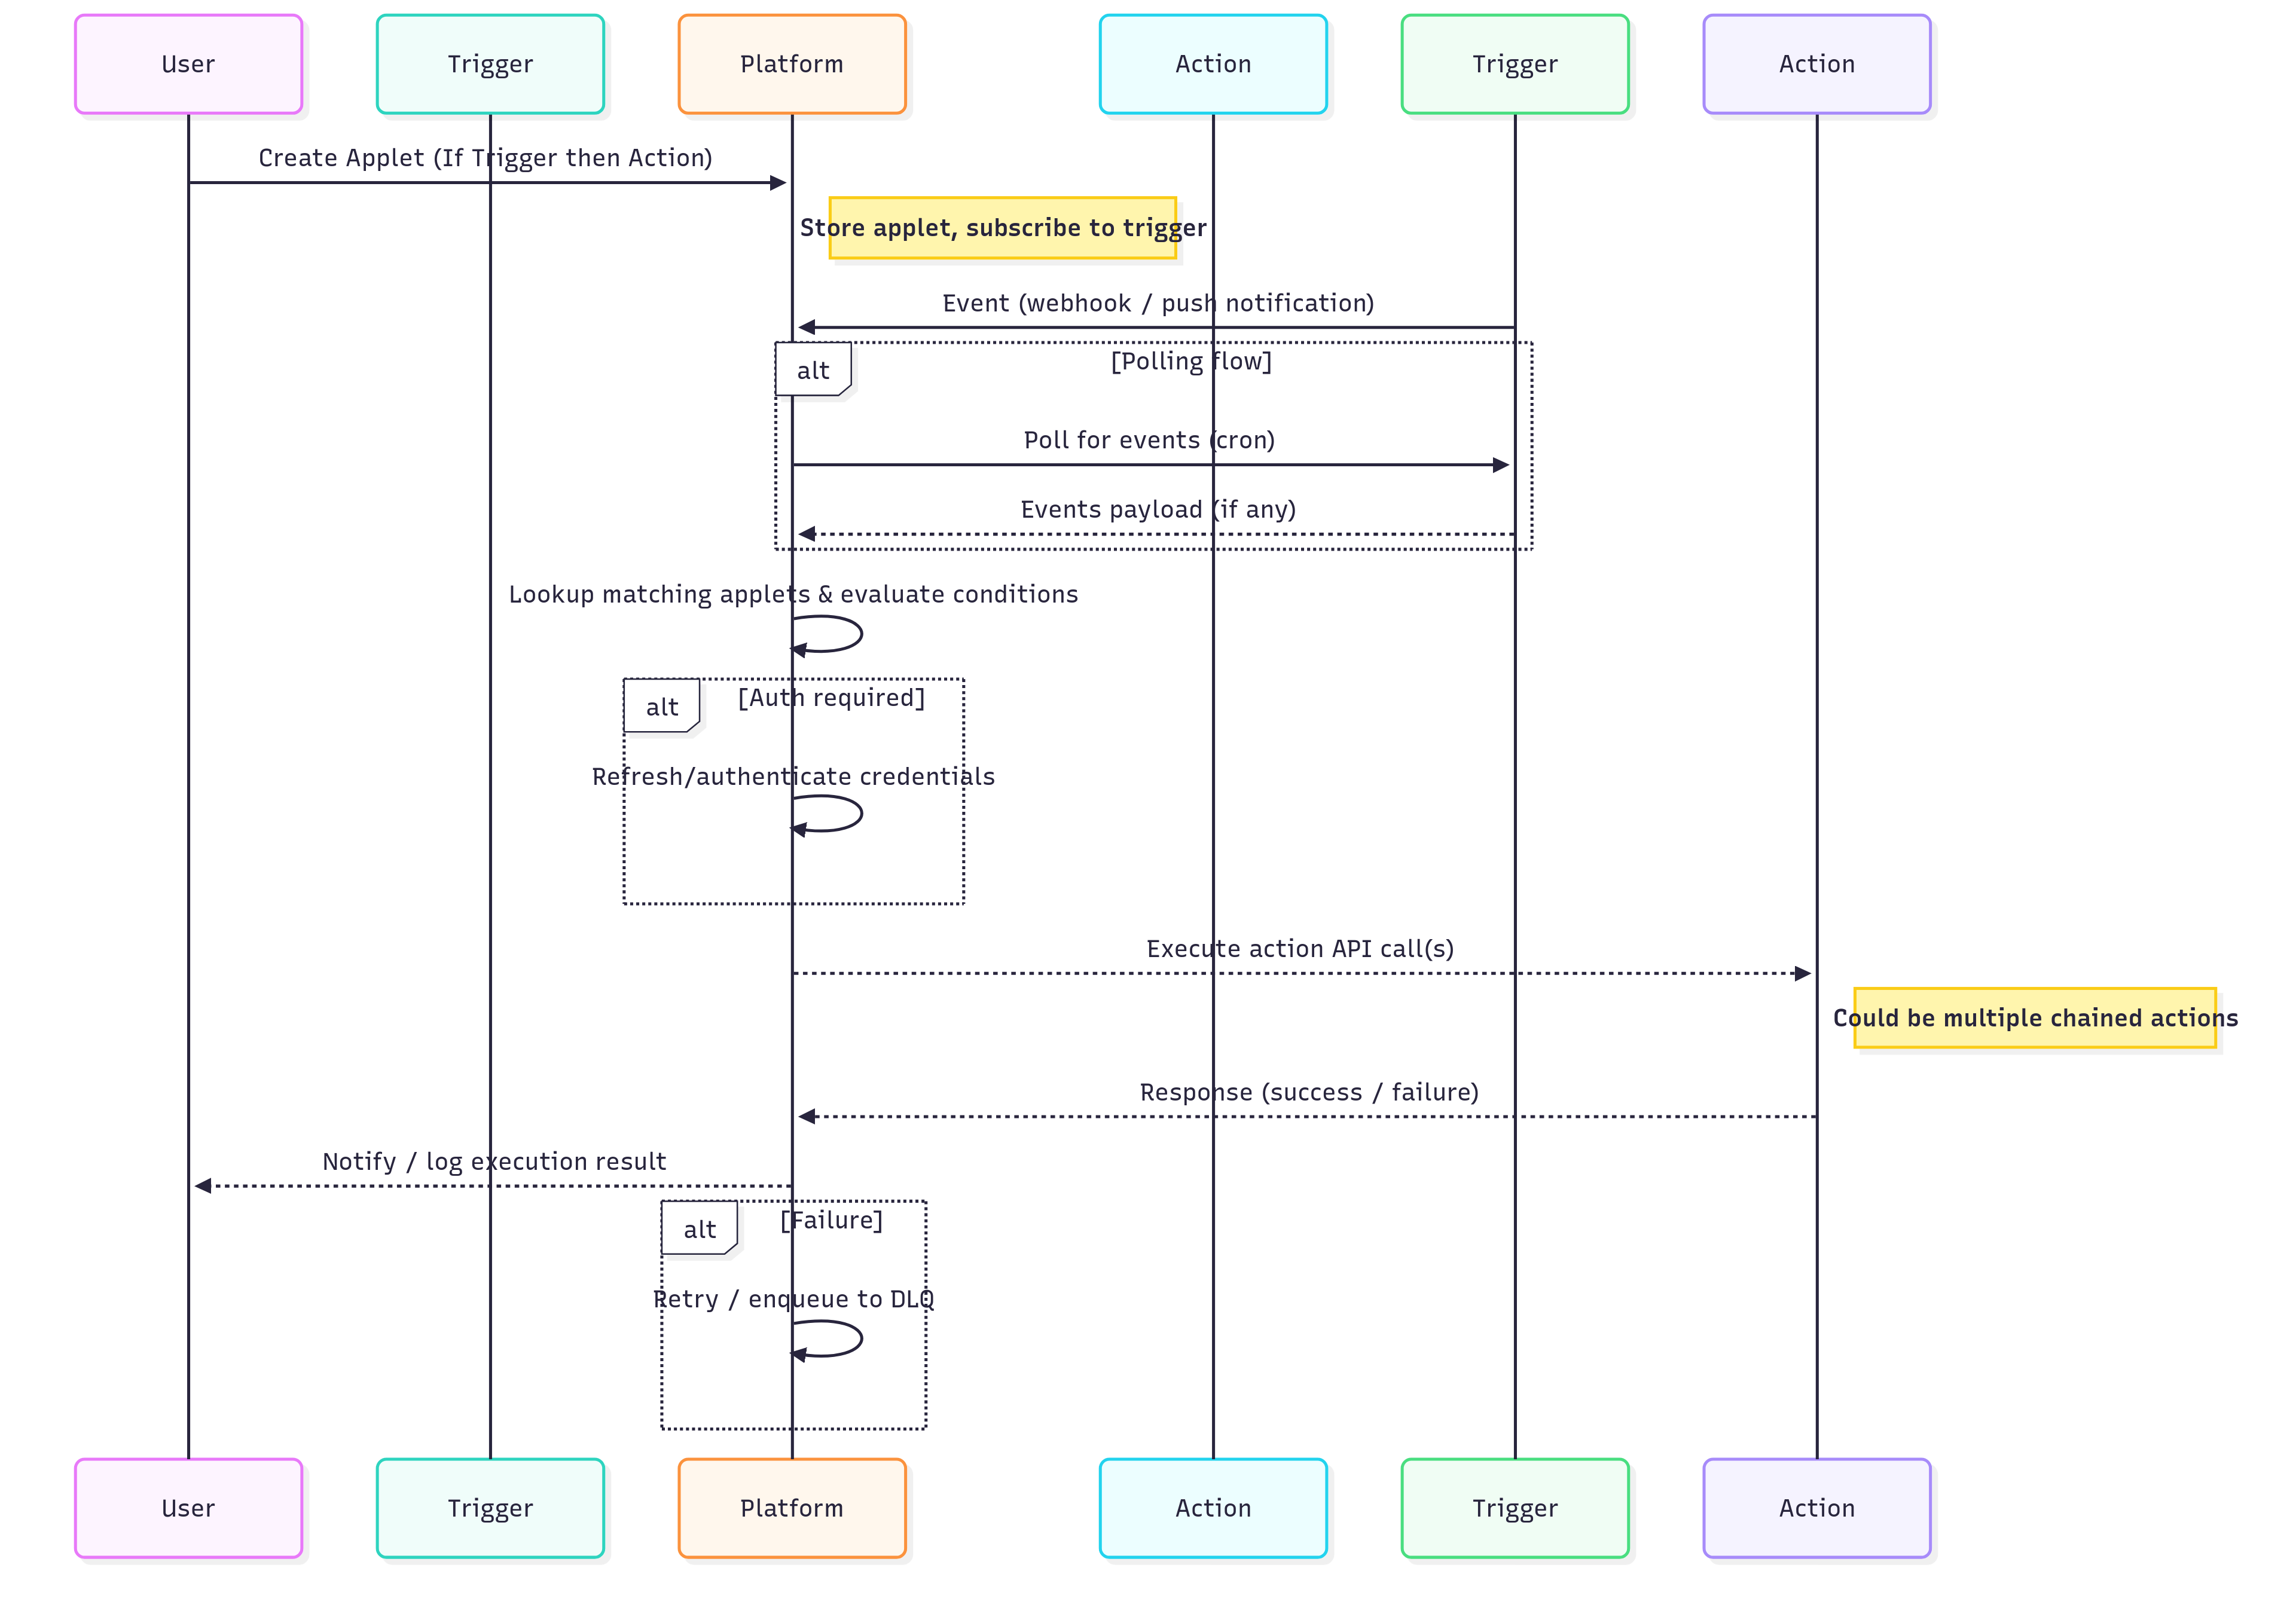 User
Trigger
Platform
Action
Trigger
Action
Create Applet (If Trigger then Action)
Store applet, subscribe to trigger
Event (webhook / push notification)
alt
[Polling flow]
Poll for events (cron)
Events payload (if any)
Lookup matching applets & evaluate conditions
alt
[Auth required]
Refresh/authenticate credentials
Execute action API call(s)
Could be multiple chained actions
Response (success / failure)
Notify / log execution result
alt
[Failure]
Retry / enqueue to DLQ
User
Trigger
Platform
Action
Trigger
Action